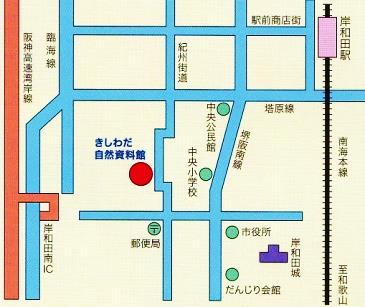 駅前商店街
岸和田駅
阪神高速湾岸線
臨海線
紀州街道
中央公民館
塔原線
きしわだ
自然資料館
堺阪南線
中央小学校
南海本線
岸和田南IC
郵便局
市役所
岸和田城
だんじり会館
至和歌山